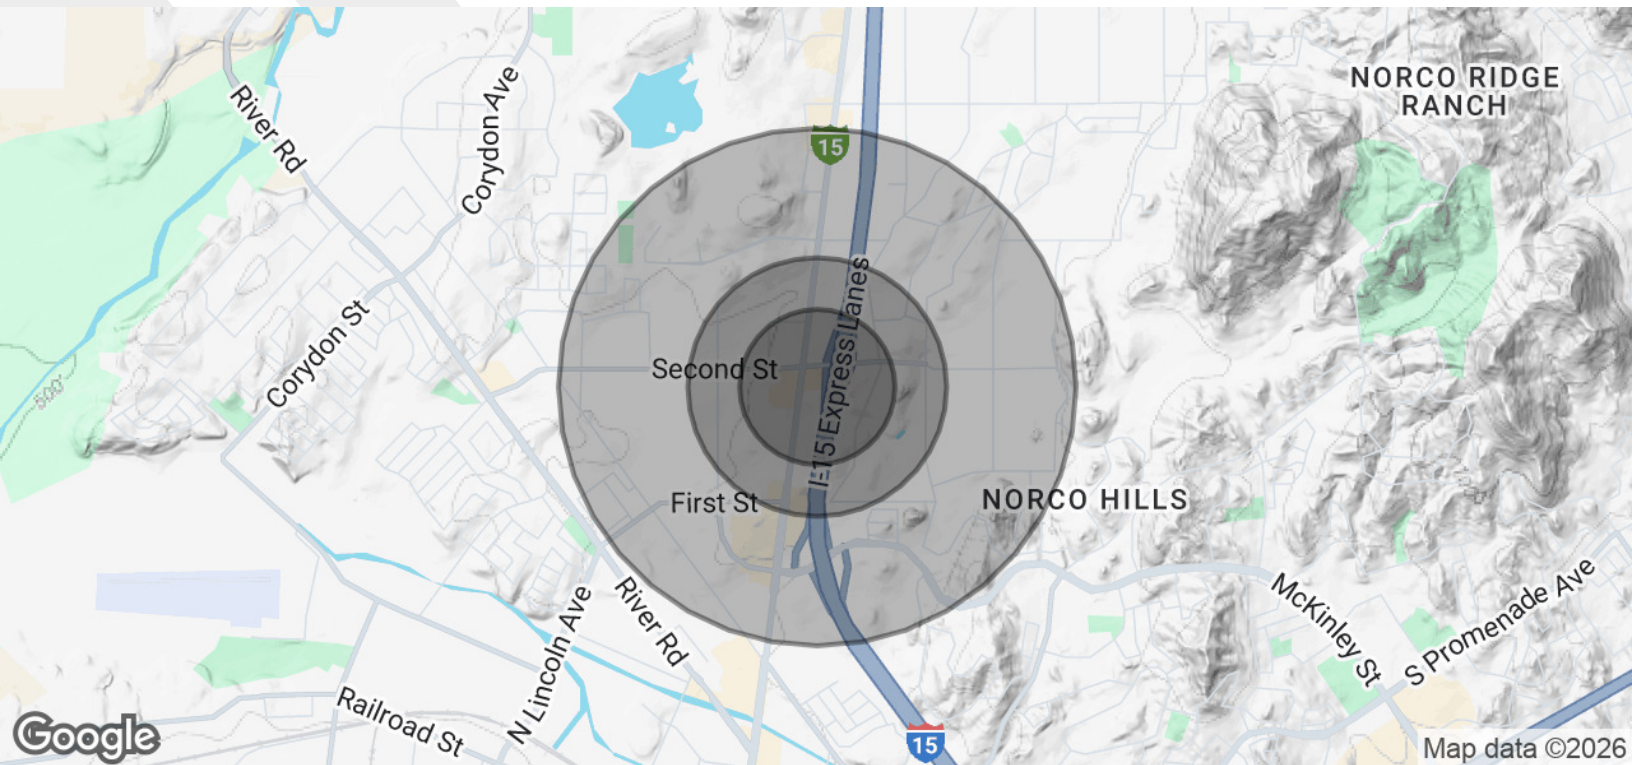 NORCO RIDGE
RANCH
Corydon Ave
River Rd
15
I-15 Express Lanes
Corydon St
Second St
500'
First St
NORCO HILLS
McKinley St
S Promenade Ave
River Rd
N Lincoln Ave
Railroad St
15
Google
Map data ©2026